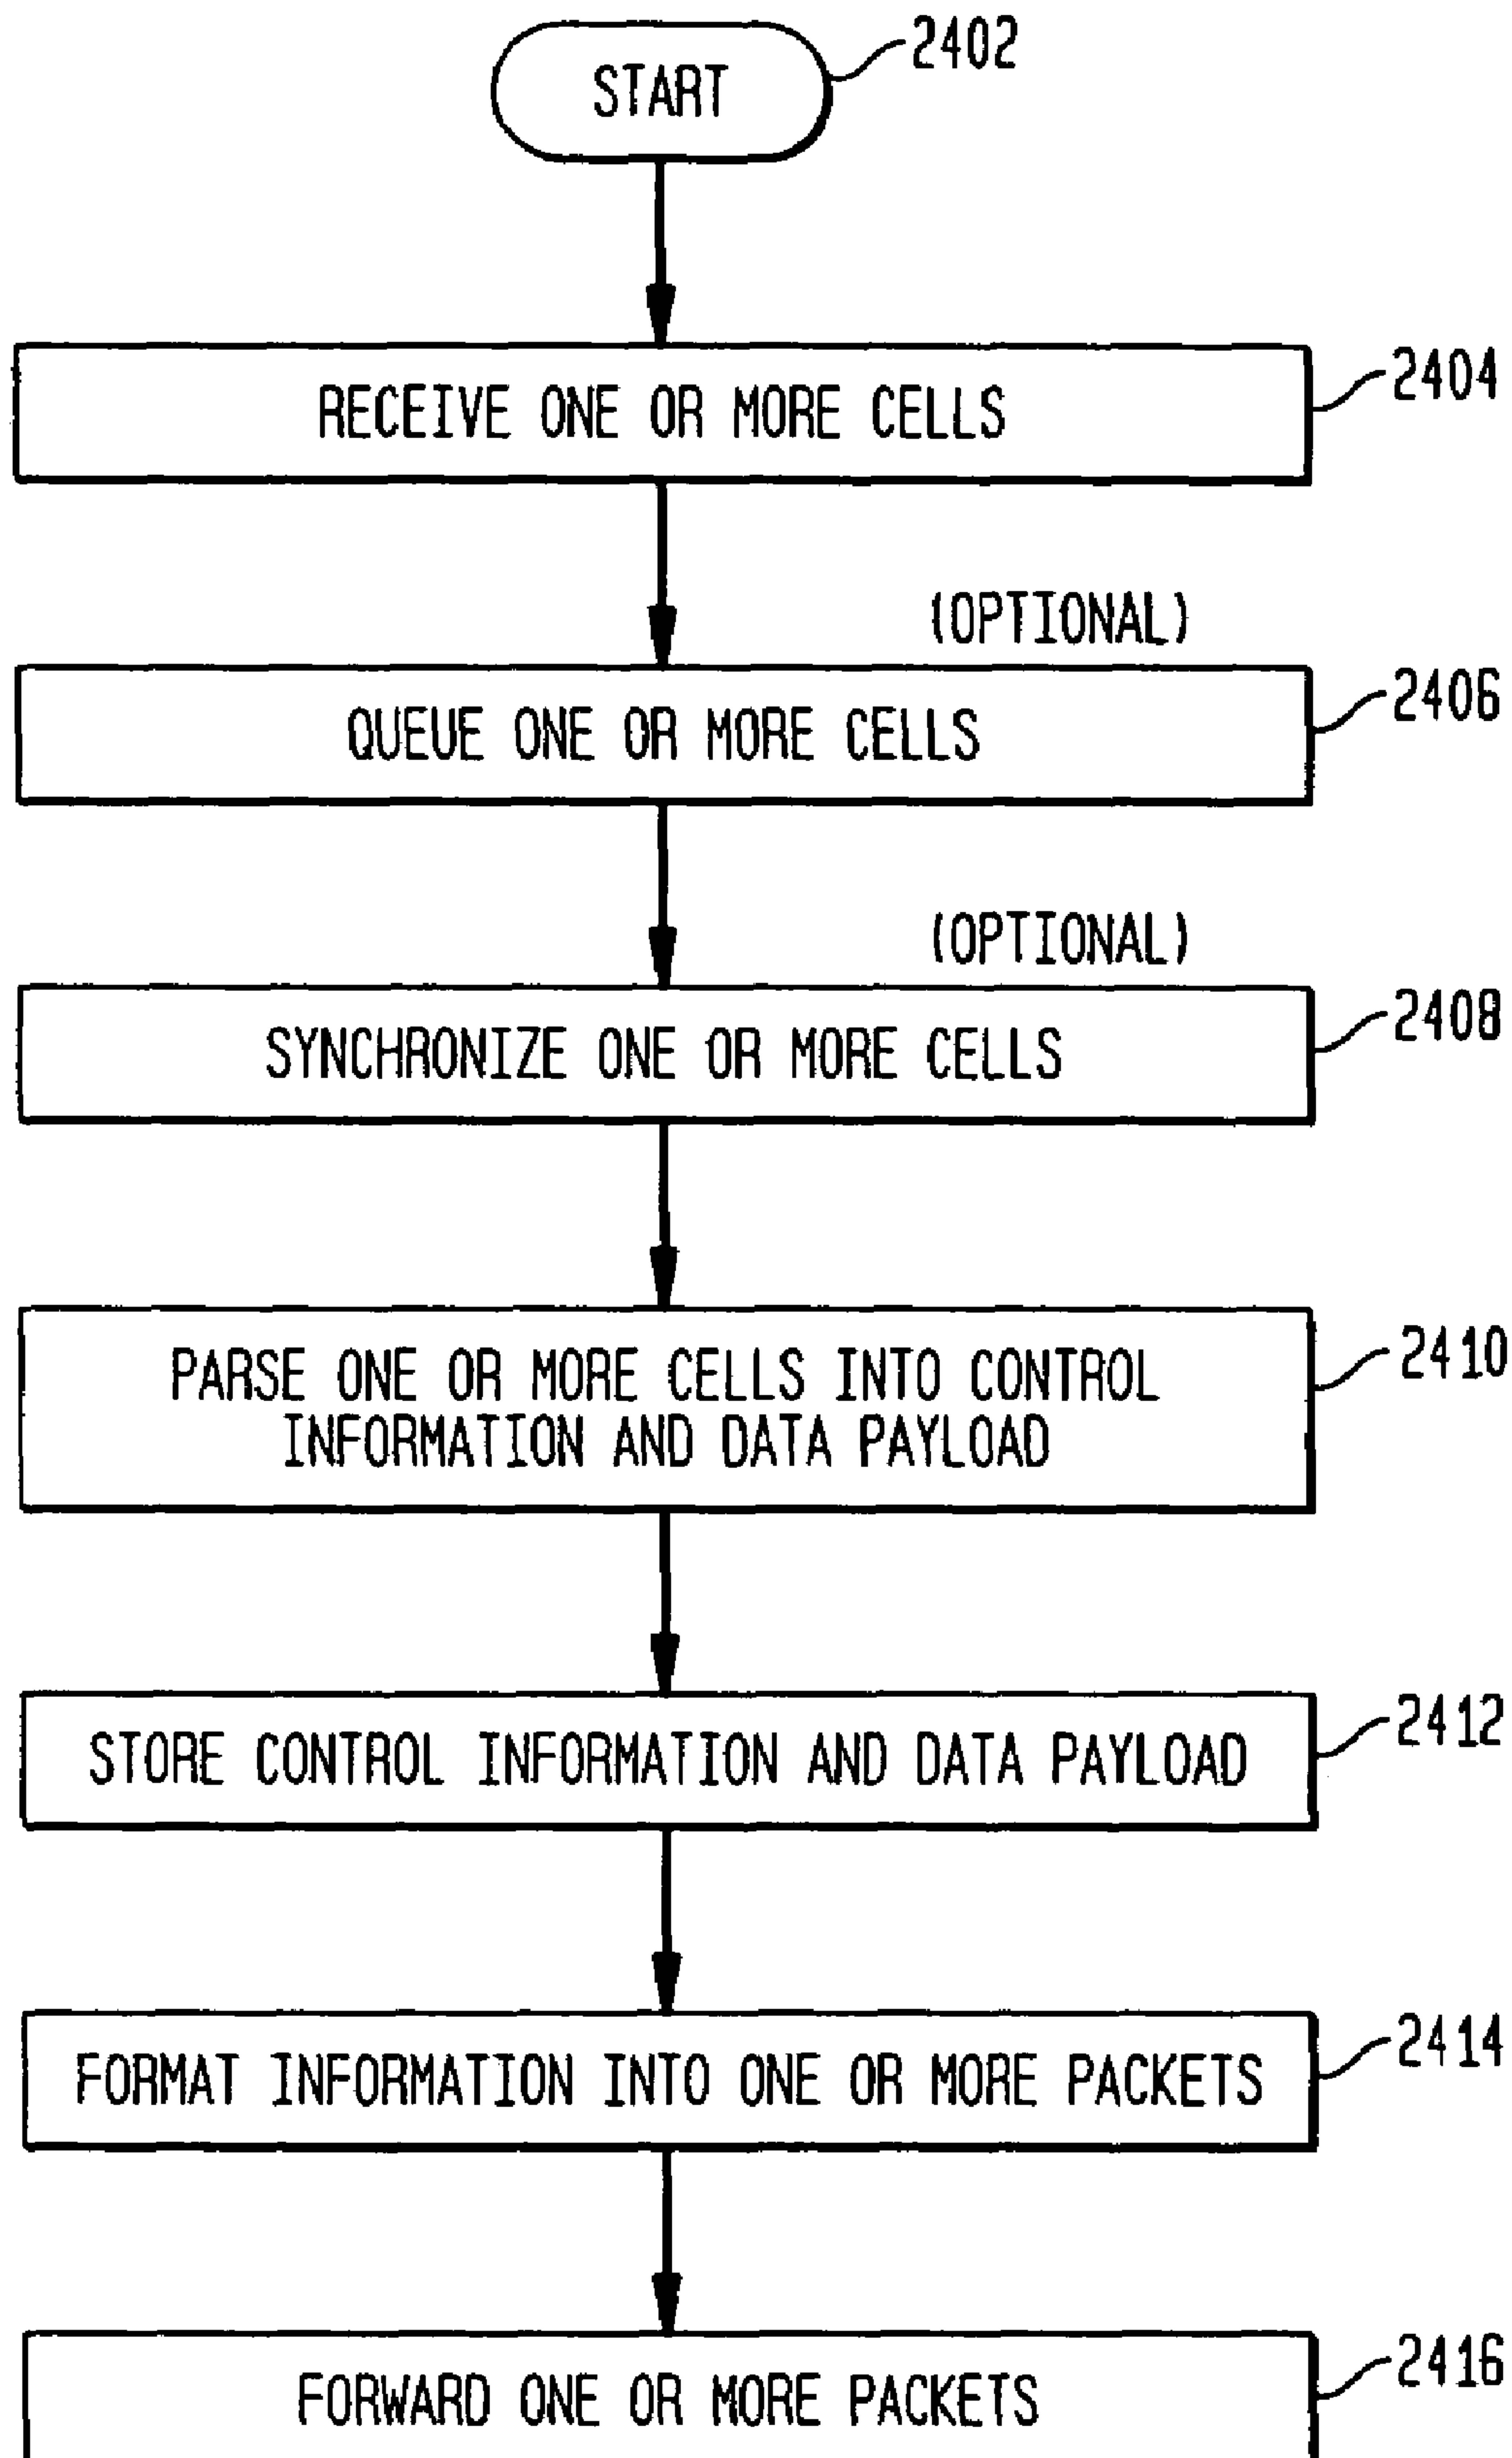 START
2402
RECEIVE ONE OR MORE CELLS
2404
(OPTIONAL)
QUEUE ONE OR MORE CELLS
2406
(OPTIONAL)
SYNCHRONIZE ONE OR MORE CELLS
2408
PARSE ONE OR MORE CELLS INTO CONTROL
INFORMATION AND DATA PAYLOAD
2410
STORE CONTROL INFORMATION AND DATA PAYLOAD
2412
FORMAT INFORMATION INTO ONE OR MORE PACKETS
2414
FORWARD ONE OR MORE PACKETS
2416